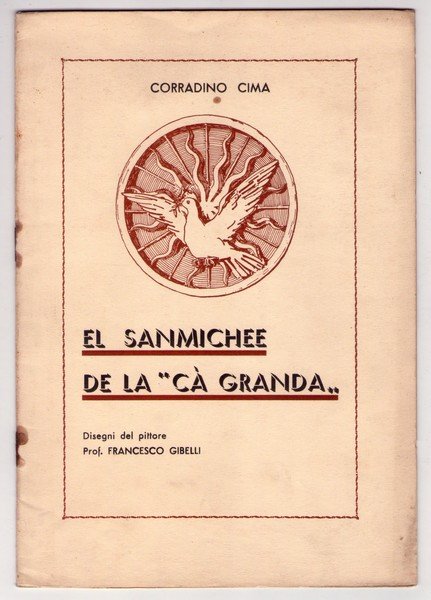 CORRADINO CIMA
EL SANMICHEE
DE LA "CÀ GRANDA„
Disegni del pittore
Prof. FRANCESCO GIBELLI